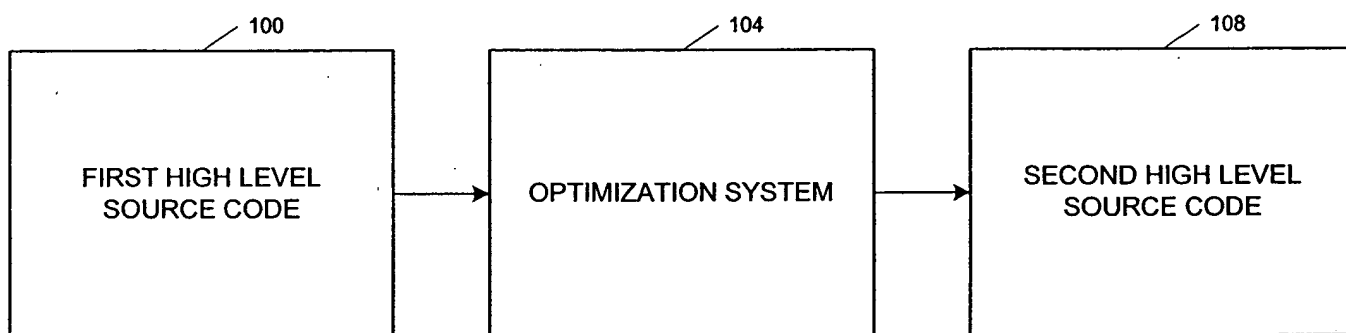 100
104
108
FIRST HIGH LEVEL
SOURCE CODE
OPTIMIZATION SYSTEM
SECOND HIGH LEVEL
SOURCE CODE